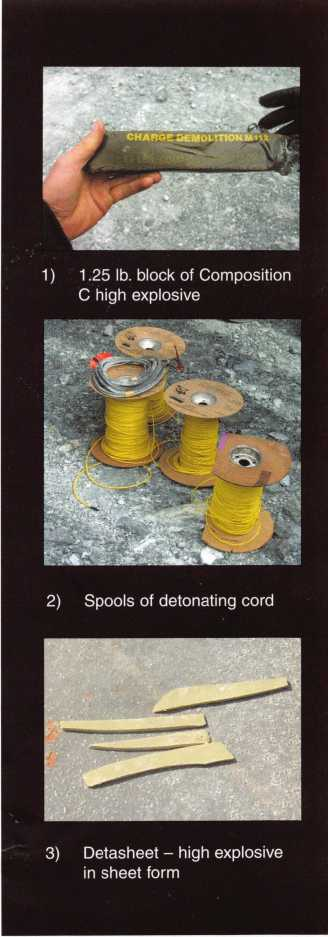 CHARGE DEMOLITION M112
1) 1.25 lb. block of Composition
C high explosive
2) Spools of detonating cord
3) Detasheet – high explosive
in sheet form